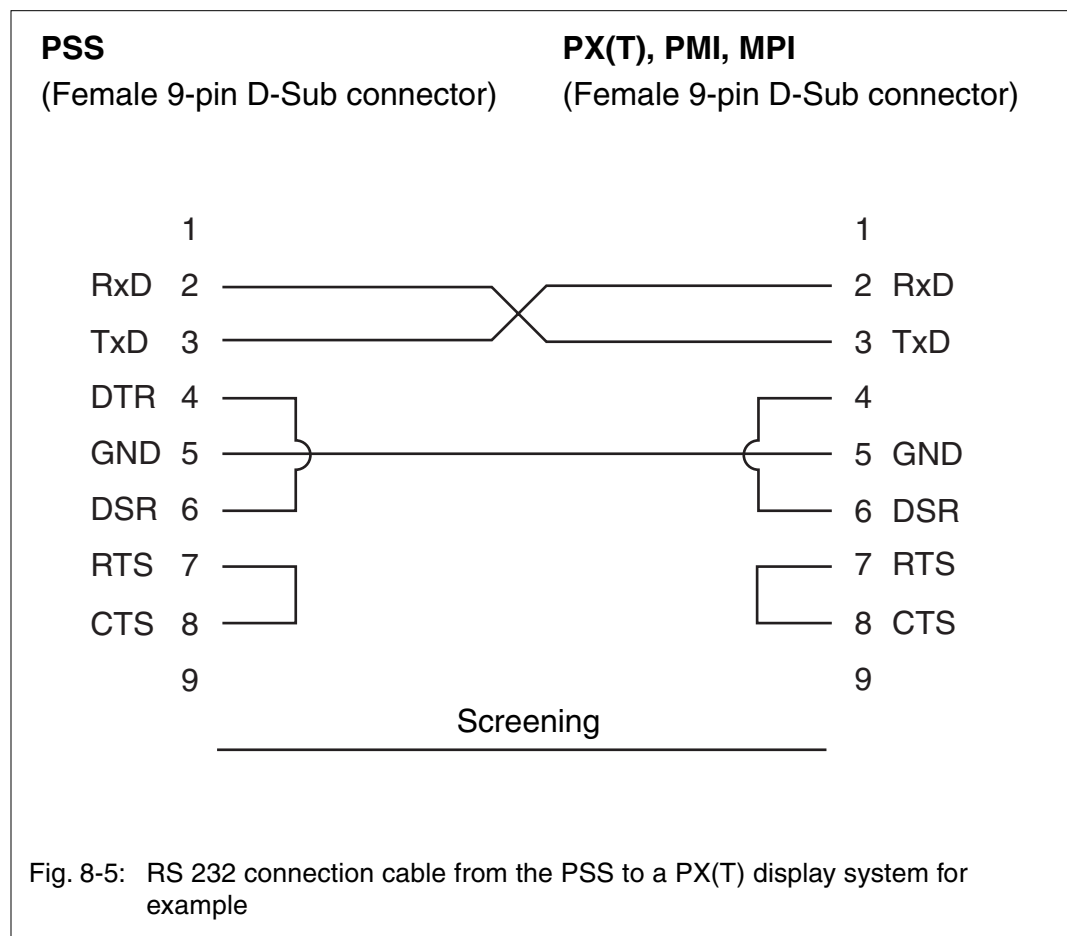 PSS PX(T), PMI, MPI
(Female 9-pin D-Sub connector) (Female 9-pin D-Sub connector)
1 1
RxD 2 2 RxD
TxD 3 3 TxD
DTR 4 4
GND 5 5 GND
DSR 6 6 DSR
RTS 7 7 RTS
CTS 8 8 CTS
9 9
Screening
Fig. 8-5: RS 232 connection cable from the PSS to a PX(T) display system for
example